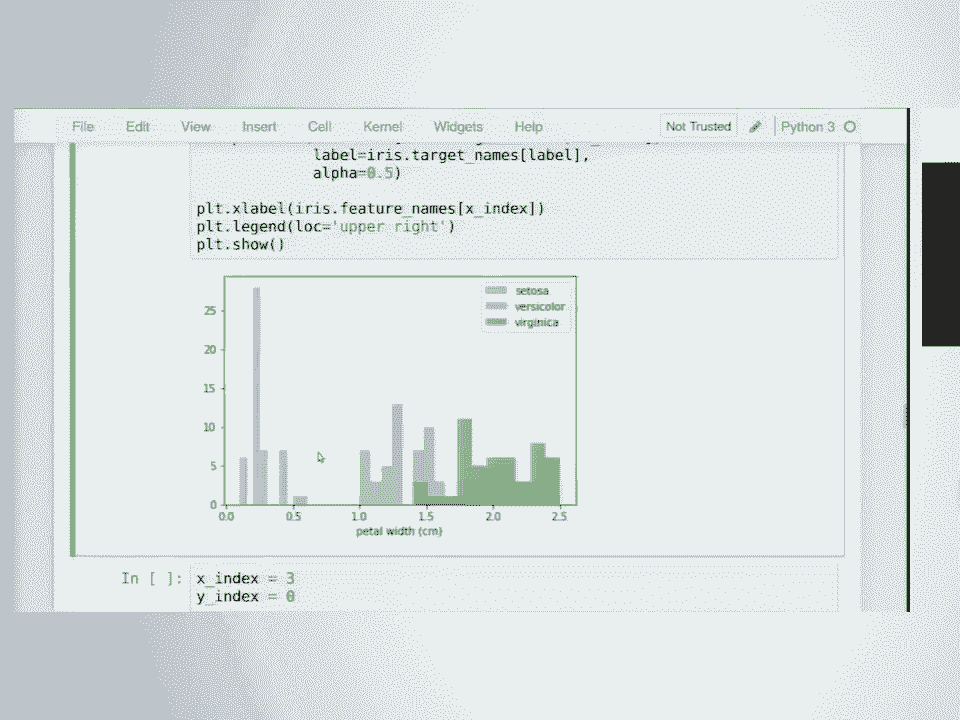 File Edit View Insert Cell Kernel Widgets Help Not Trusted Python 3
label=iris.target_names[label],
alpha=0.5)
plt.xlabel(iris.feature_names[x_index])
plt.legend(loc='upper right')
plt.show()
setosa
versicolor
virginica
25
20
15
10
5
0
0.0 0.5 1.0 1.5 2.0 2.5
petal width (cm)
In [ ]: x_index = 3
y_index = 0